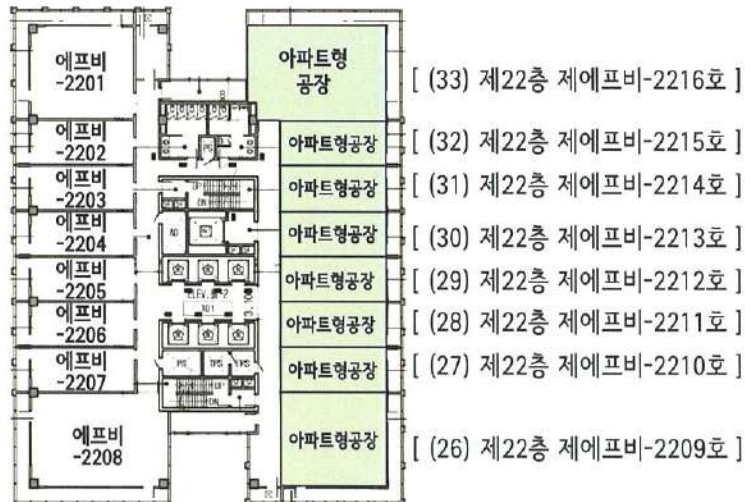 에프비
-2201
아파트형
공장
[ (33) 제22층 제에프비-2216호 ]
에프비
-2202
아파트형공장
[ (32) 제22층 제에프비-2215호 ]
PS
에프비
-2203
UP
DN
아파트형공장
[ (31) 제22층 제에프비-2214호 ]
에프비
-2204
AD
아파트형공장
[ (30) 제22층 제에프비-2213호 ]
에프비
-2205
아파트형공장
[ (29) 제22층 제에프비-2212호 ]
에프비
-2206
아파트형공장
[ (28) 제22층 제에프비-2211호 ]
에프비
-2207
PS
TPS
EPS
UP
DN
아파트형공장
[ (27) 제22층 제에프비-2210호 ]
에프비
-2208
아파트형공장
[ (26) 제22층 제에프비-2209호 ]